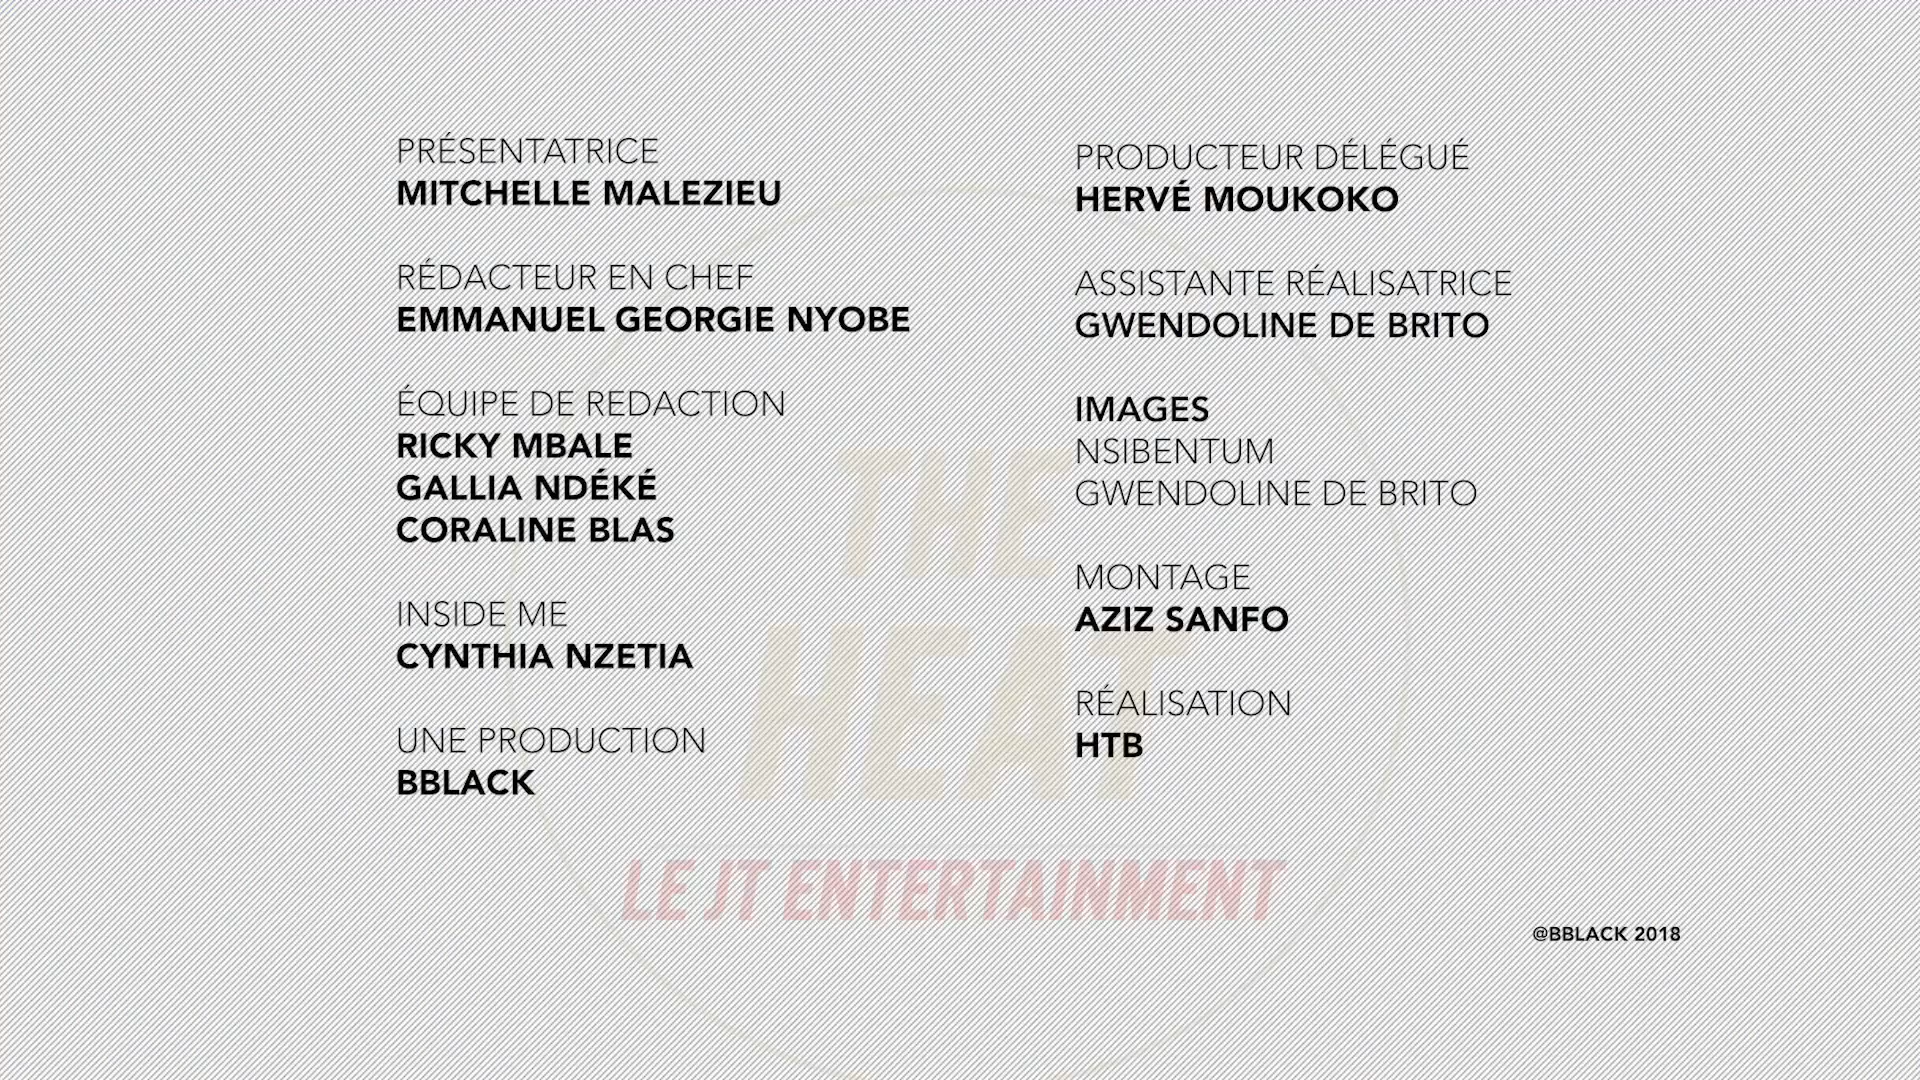 PRÉSENTATRICE
MITCHELLE MALEZIEU
RÉDACTEUR EN CHEF
EMMANUEL GEORGIE NYOBE
ÉQUIPE DE REDACTION
RICKY MBALE
GALLIA NDÉKÉ
CORALINE BLAS
INSIDE ME
CYNTHIA NZETIA
UNE PRODUCTION
BBLACK
PRODUCTEUR DÉLÉGUÉ
HERVÉ MOUKOKO
ASSISTANTE RÉALISATRICE
GWENDOLINE DE BRITO
IMAGES
NSIBENTUM
GWENDOLINE DE BRITO
MONTAGE
AZIZ SANFO
RÉALISATION
HTB
THE
HEAT
LE JT ENTERTAINMENT
@BBLACK 2018